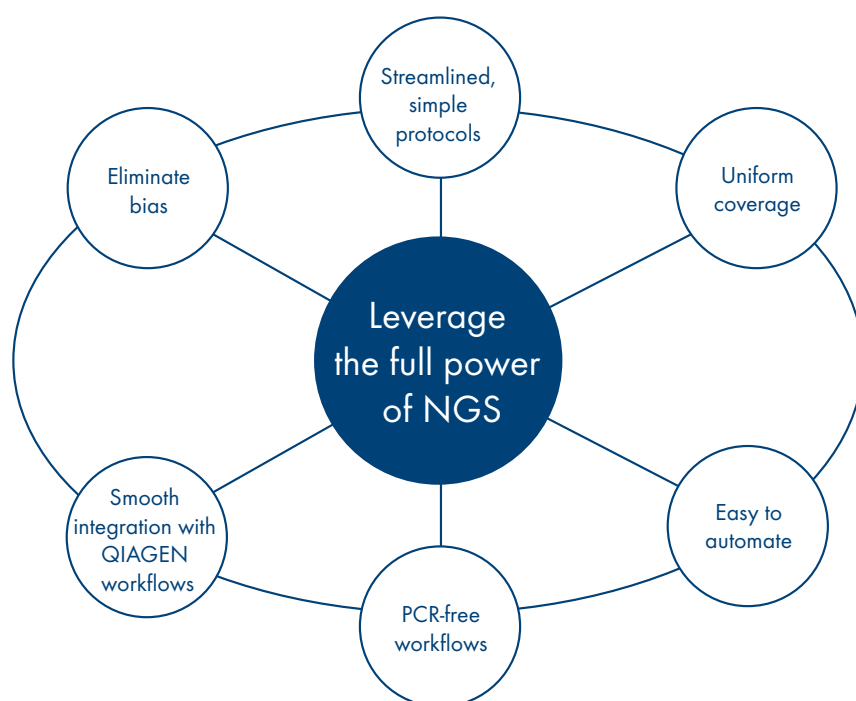 Streamlined,
simple
protocols
Eliminate
bias
Uniform
coverage
Leverage
the full power
of NGS
Smooth
integration with
QIAGEN
workflows
Easy to
automate
PCR-free
workflows